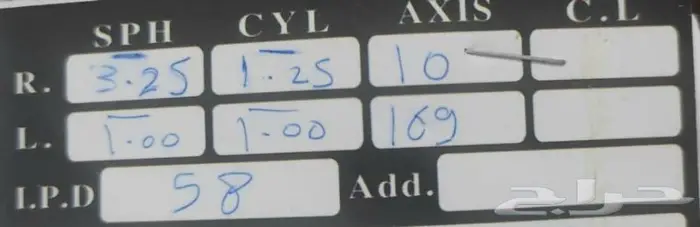 SPH CYL AXIS C.L
R. -3.25 -1.25 10
L. -1.00 -1.00 169
I.P.D 58 Add.
حراج